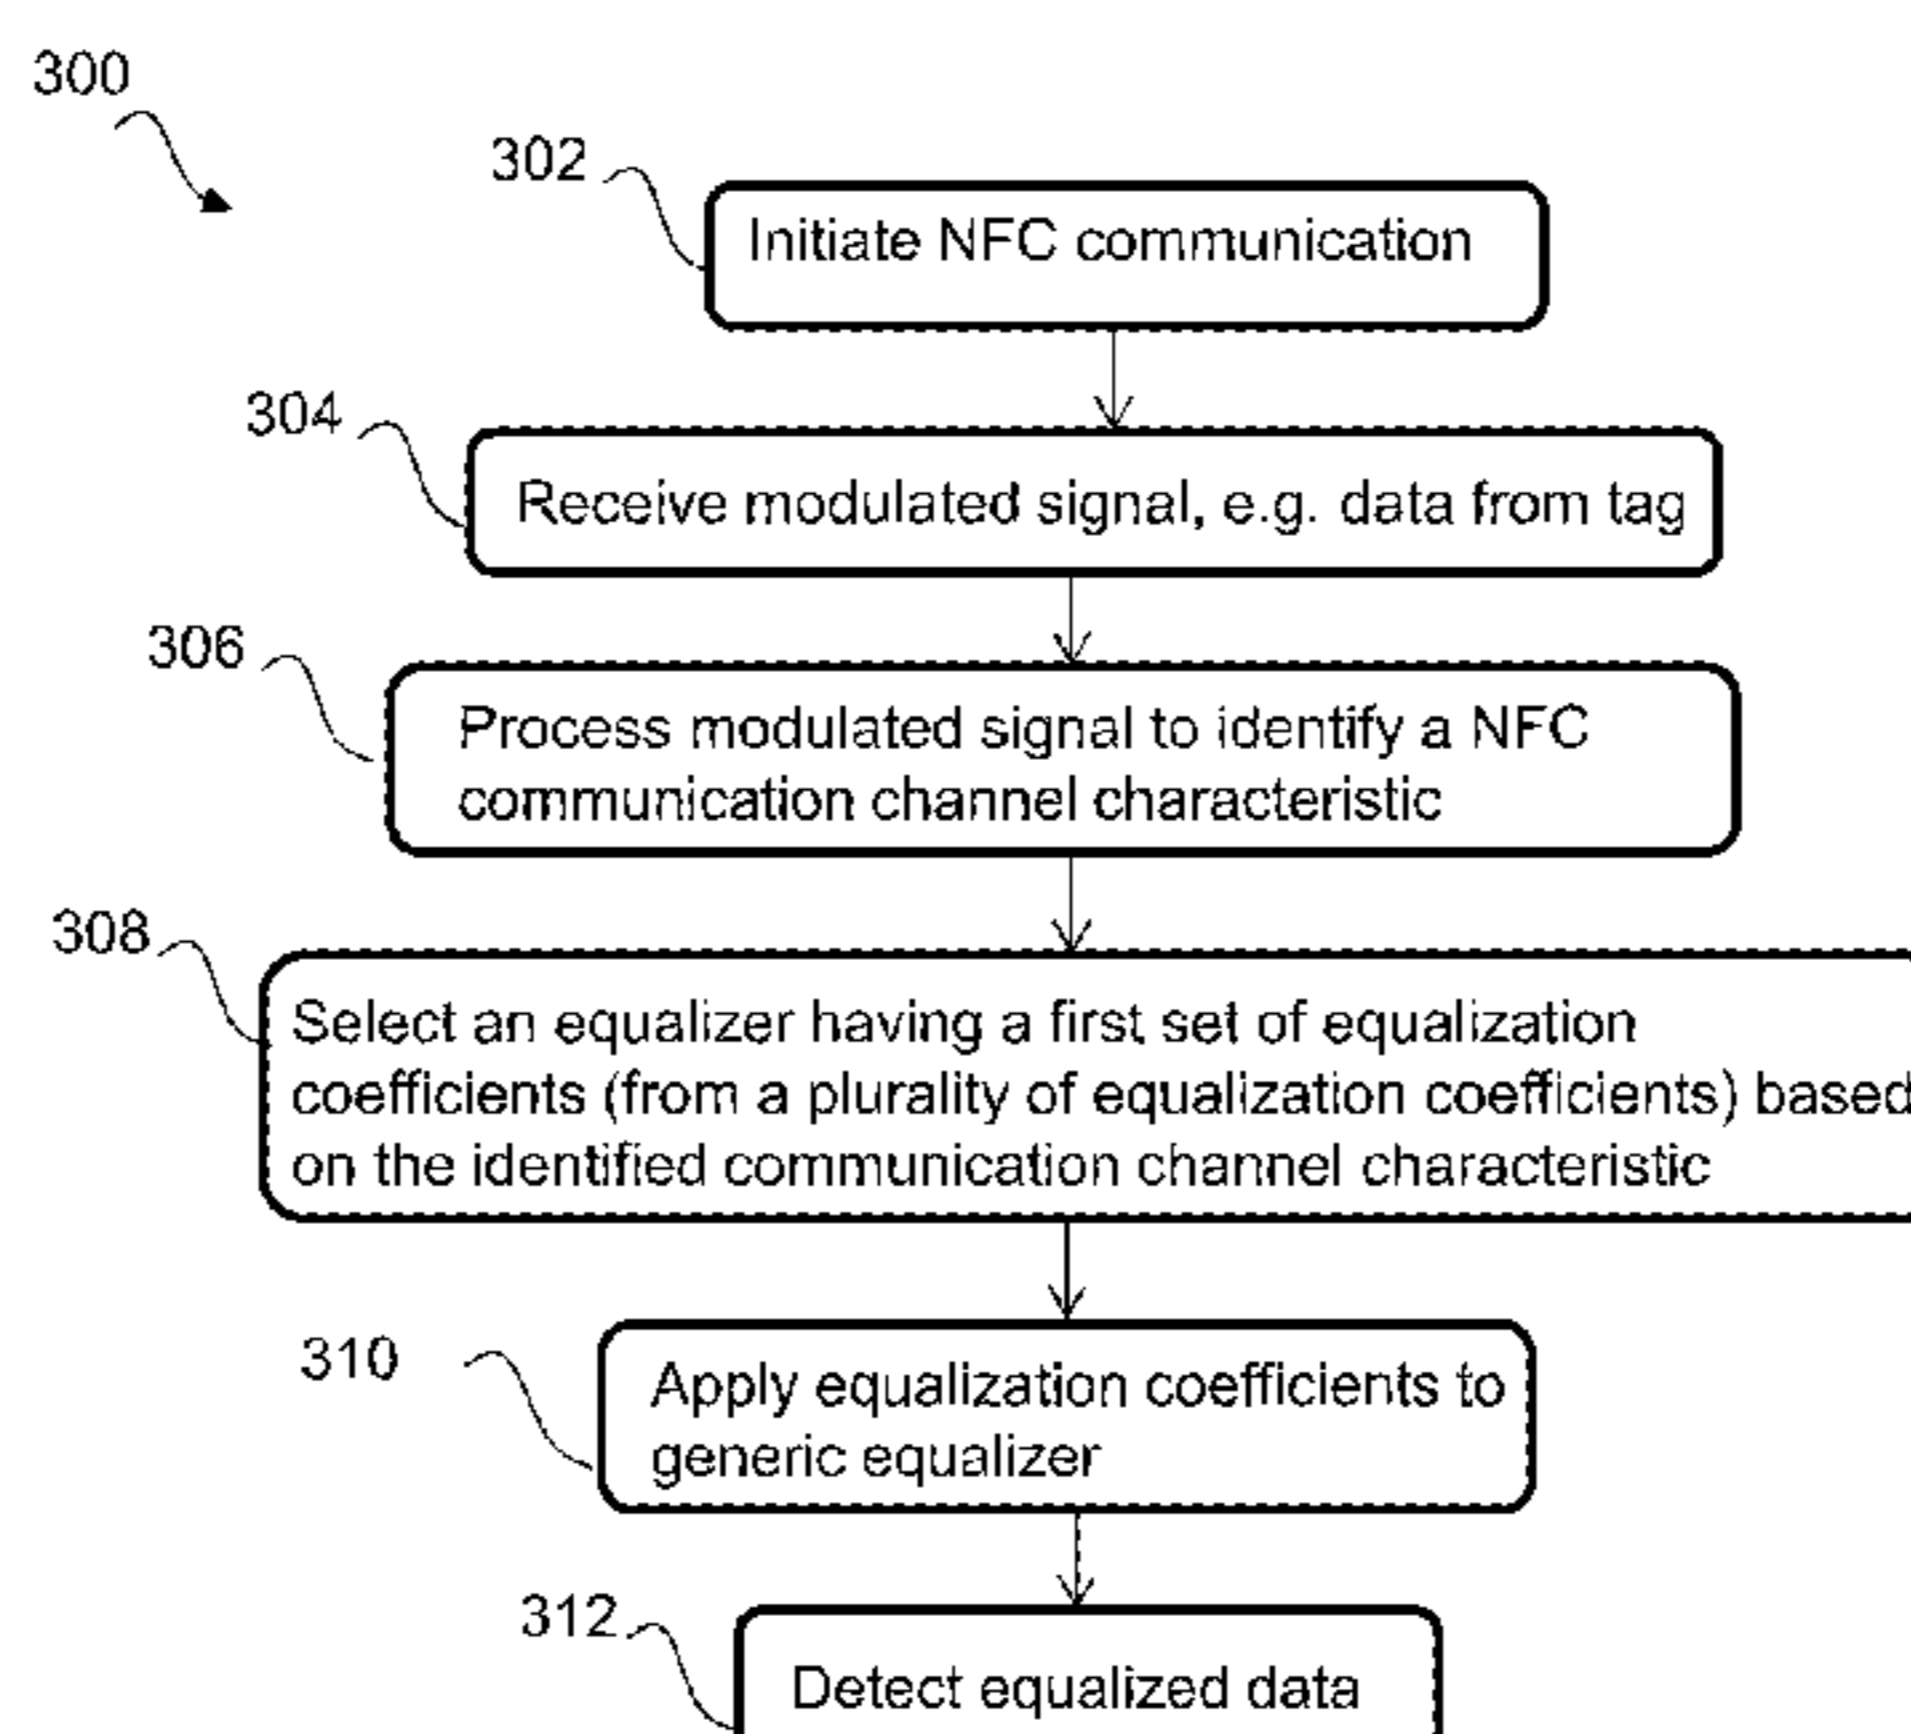 300
302
Initiate NFC communication
304
Receive modulated signal, e.g. data from tag
306
Process modulated signal to identify a NFC
communication channel characteristic
308
Select an equalizer having a first set of equalization
coefficients (from a plurality of equalization coefficients) based
on the identified communication channel characteristic
310
Apply equalization coefficients to
generic equalizer
312
Detect equalized data